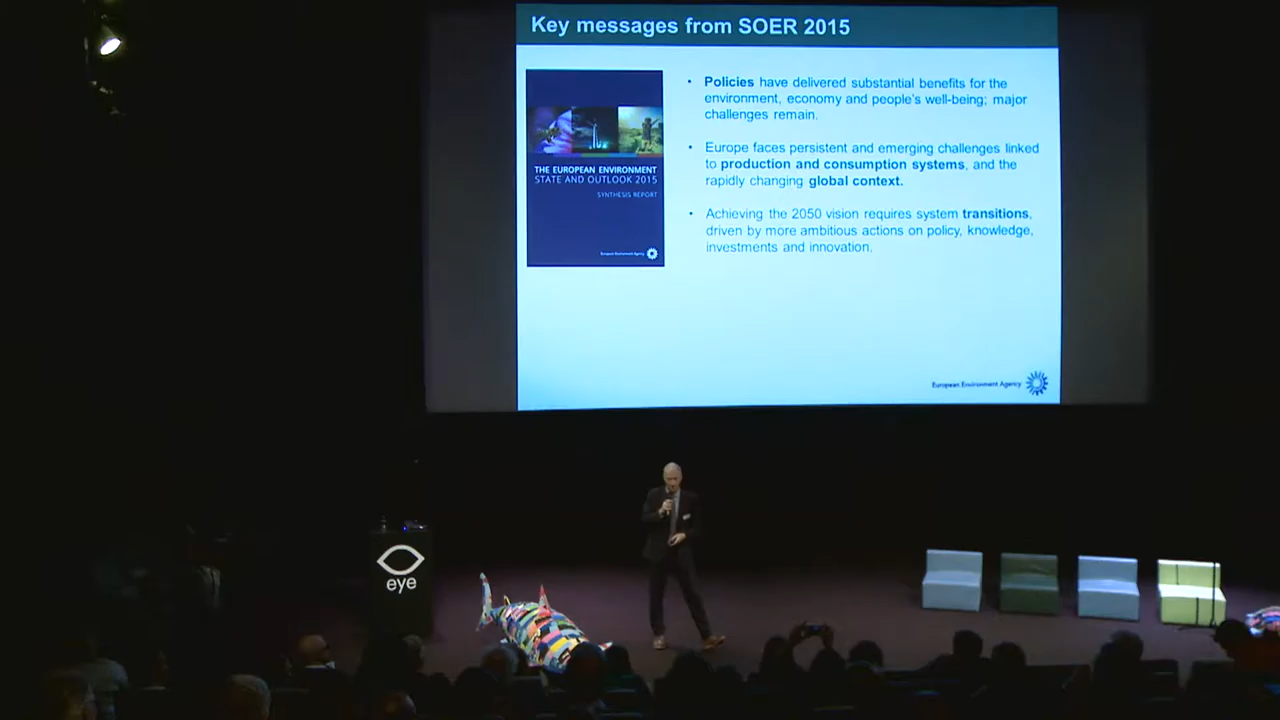 Key messages from SOER 2015
THE EUROPEAN ENVIRONMENT
STATE AND OUTLOOK 2015
SYNTHESIS REPORT
European Environment Agency
• Policies have delivered substantial benefits for the
environment, economy and people's well-being; major
challenges remain.
• Europe faces persistent and emerging challenges linked
to production and consumption systems, and the
rapidly changing global context.
• Achieving the 2050 vision requires system transitions,
driven by more ambitious actions on policy, knowledge,
investments and innovation.
European Environment Agency
eye